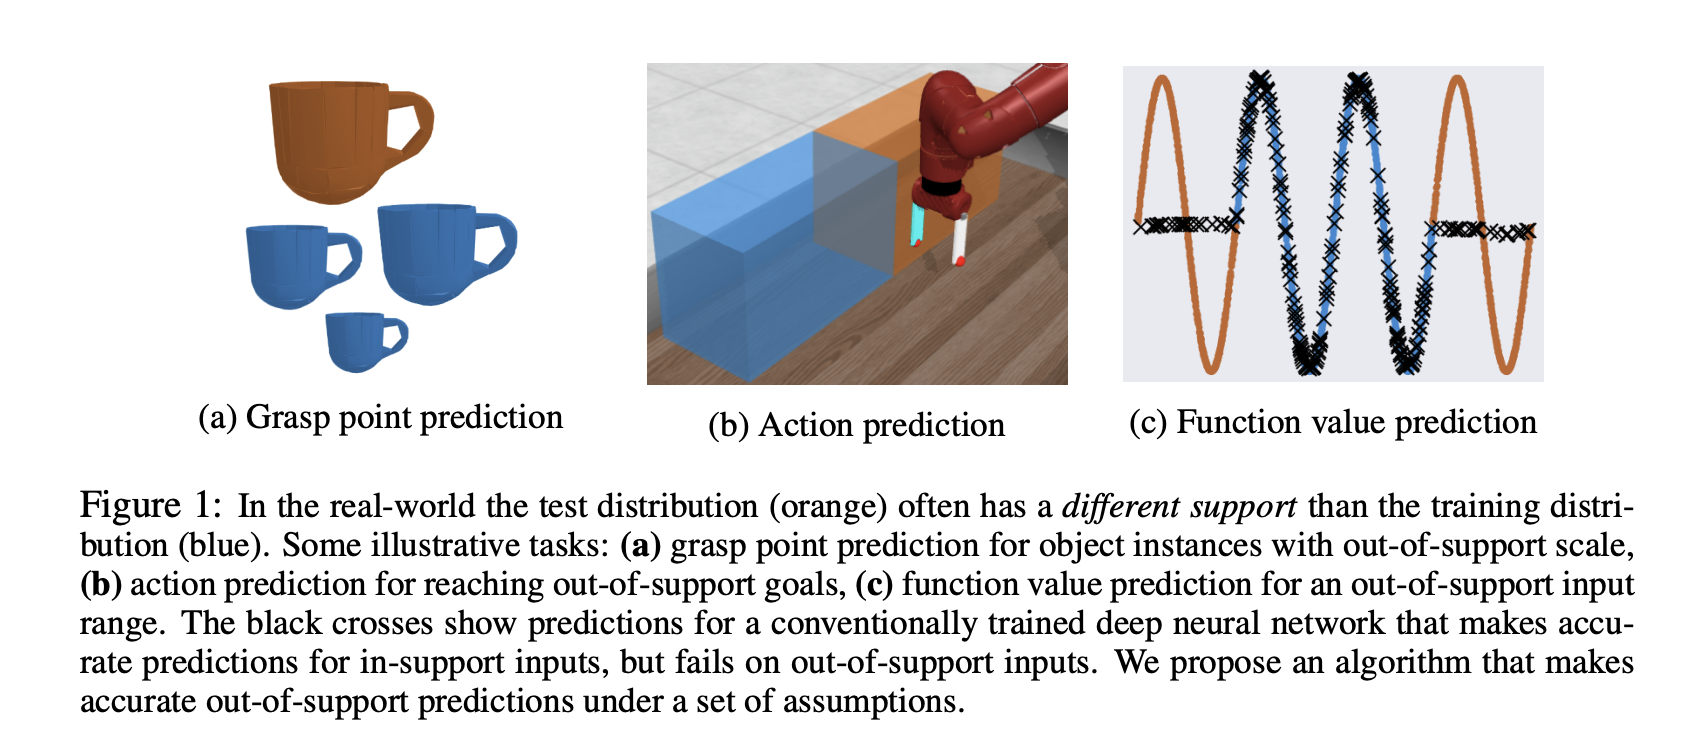 (a) Grasp point prediction
(b) Action prediction
(c) Function value prediction
Figure 1: In the real-world the test distribution (orange) often has a different support than the training distri-
bution (blue). Some illustrative tasks: (a) grasp point prediction for object instances with out-of-support scale,
(b) action prediction for reaching out-of-support goals, (c) function value prediction for an out-of-support input
range. The black crosses show predictions for a conventionally trained deep neural network that makes accu-
rate predictions for in-support inputs, but fails on out-of-support inputs. We propose an algorithm that makes
accurate out-of-support predictions under a set of assumptions.